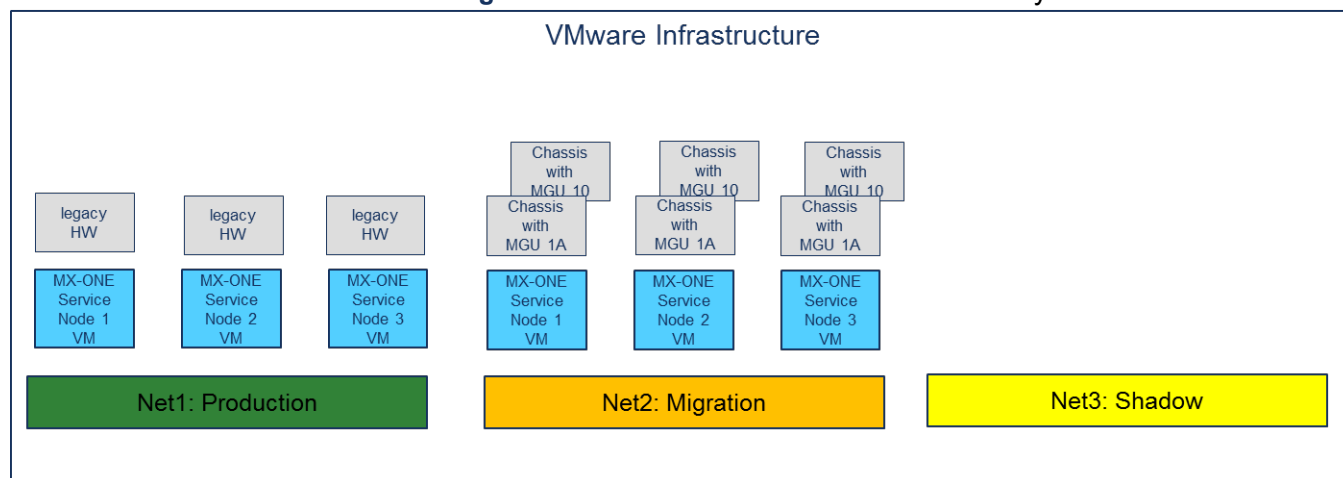 VMware Infrastructure
Chassis
with
MGU 10
Chassis
with
MGU 10
Chassis
with
MGU 10
legacy
HW
legacy
HW
legacy
HW
Chassis
with
MGU 1A
Chassis
with
MGU 1A
Chassis
with
MGU 1A
MX-ONE
Service
Node 1
VM
MX-ONE
Service
Node 2
VM
MX-ONE
Service
Node 3
VM
MX-ONE
Service
Node 1
VM
MX-ONE
Service
Node 2
VM
MX-ONE
Service
Node 3
VM
Net1: Production
Net2: Migration
Net3: Shadow